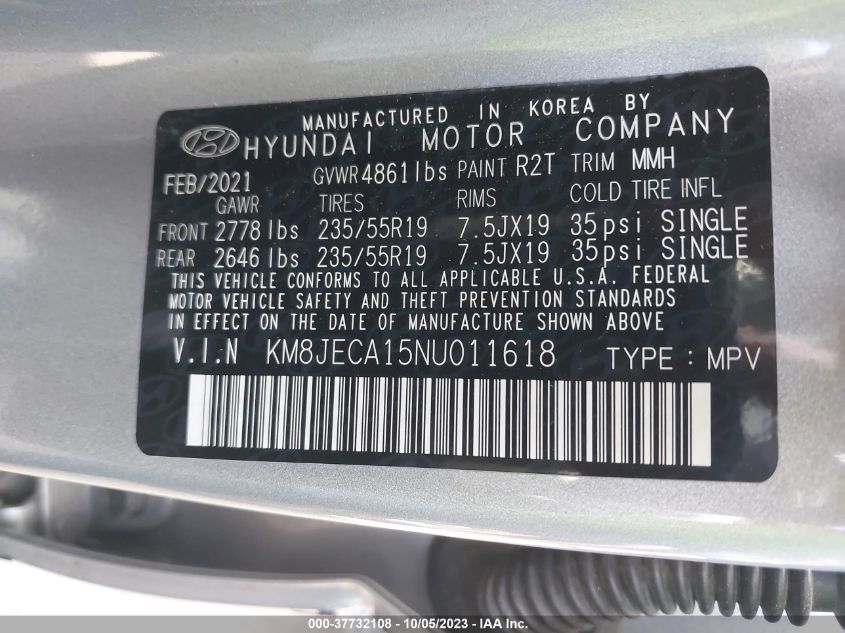 MANUFACTURED IN KOREA BY
HYUNDAI MOTOR COMPANY
FEB/2021 GVWR 4861 lbs PAINT R2T TRIM MMH
GAWR TIRES RIMS COLD TIRE INFL
FRONT 2778 lbs 235/55R19 7.5JX19 35psi SINGLE
REAR 2646 lbs 235/55R19 7.5JX19 35psi SINGLE
THIS VEHICLE CONFORMS TO ALL APPLICABLE U.S.A. FEDERAL
MOTOR VEHICLE SAFETY AND THEFT PREVENTION STANDARDS
IN EFFECT ON THE DATE OF MANUFACTURE SHOWN ABOVE
V.I.N KM8JECA15NU011618 TYPE: MPV
000-37732108 - 10/05/2023 - IAA Inc.